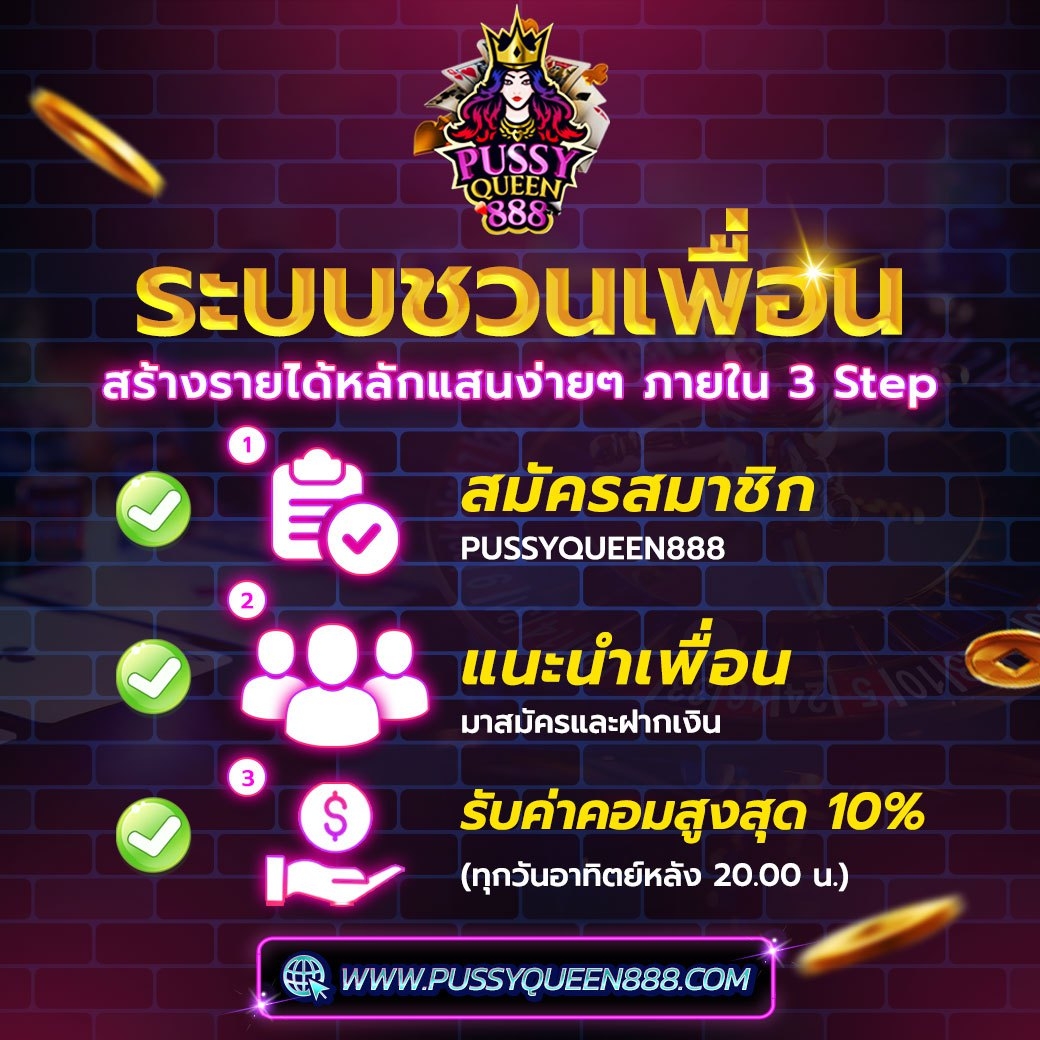 PUSSY
QUEEN
888
ระบบชวนเพื่อน
สร้างรายได้หลักแสนง่ายๆ ภายใน 3 Step
1
สมัครสมาชิก
PUSSYQUEEN888
2
แนะนำเพื่อน
มาสมัครและฝากเงิน
3
$
รับค่าคอมสูงสุด 10%
(ทุกวันอาทิตย์หลัง 20.00 น.)
WWW.PUSSYQUEEN888.COM